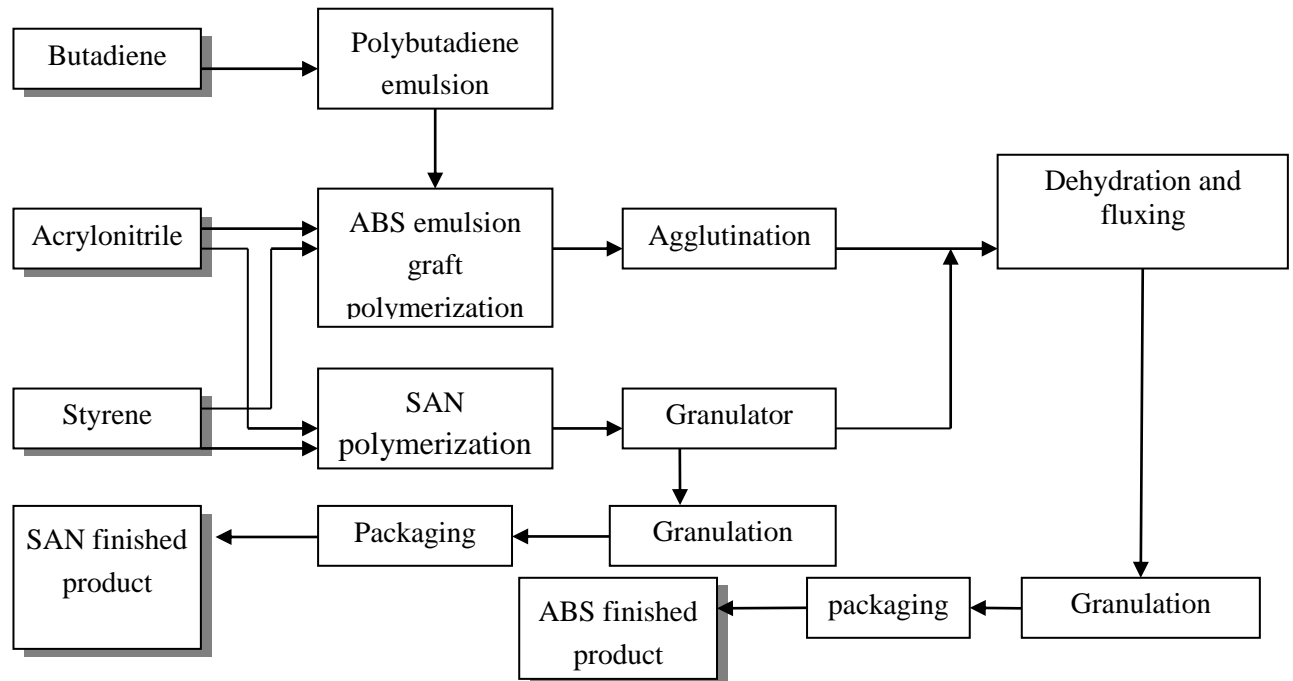 Butadiene
Polybutadiene
emulsion
Acrylonitrile
ABS emulsion
graft
polymerization
Agglutination
Dehydration and
fluxing
Styrene
SAN
polymerization
Granulator
SAN finished
product
Packaging
Granulation
ABS finished
product
packaging
Granulation